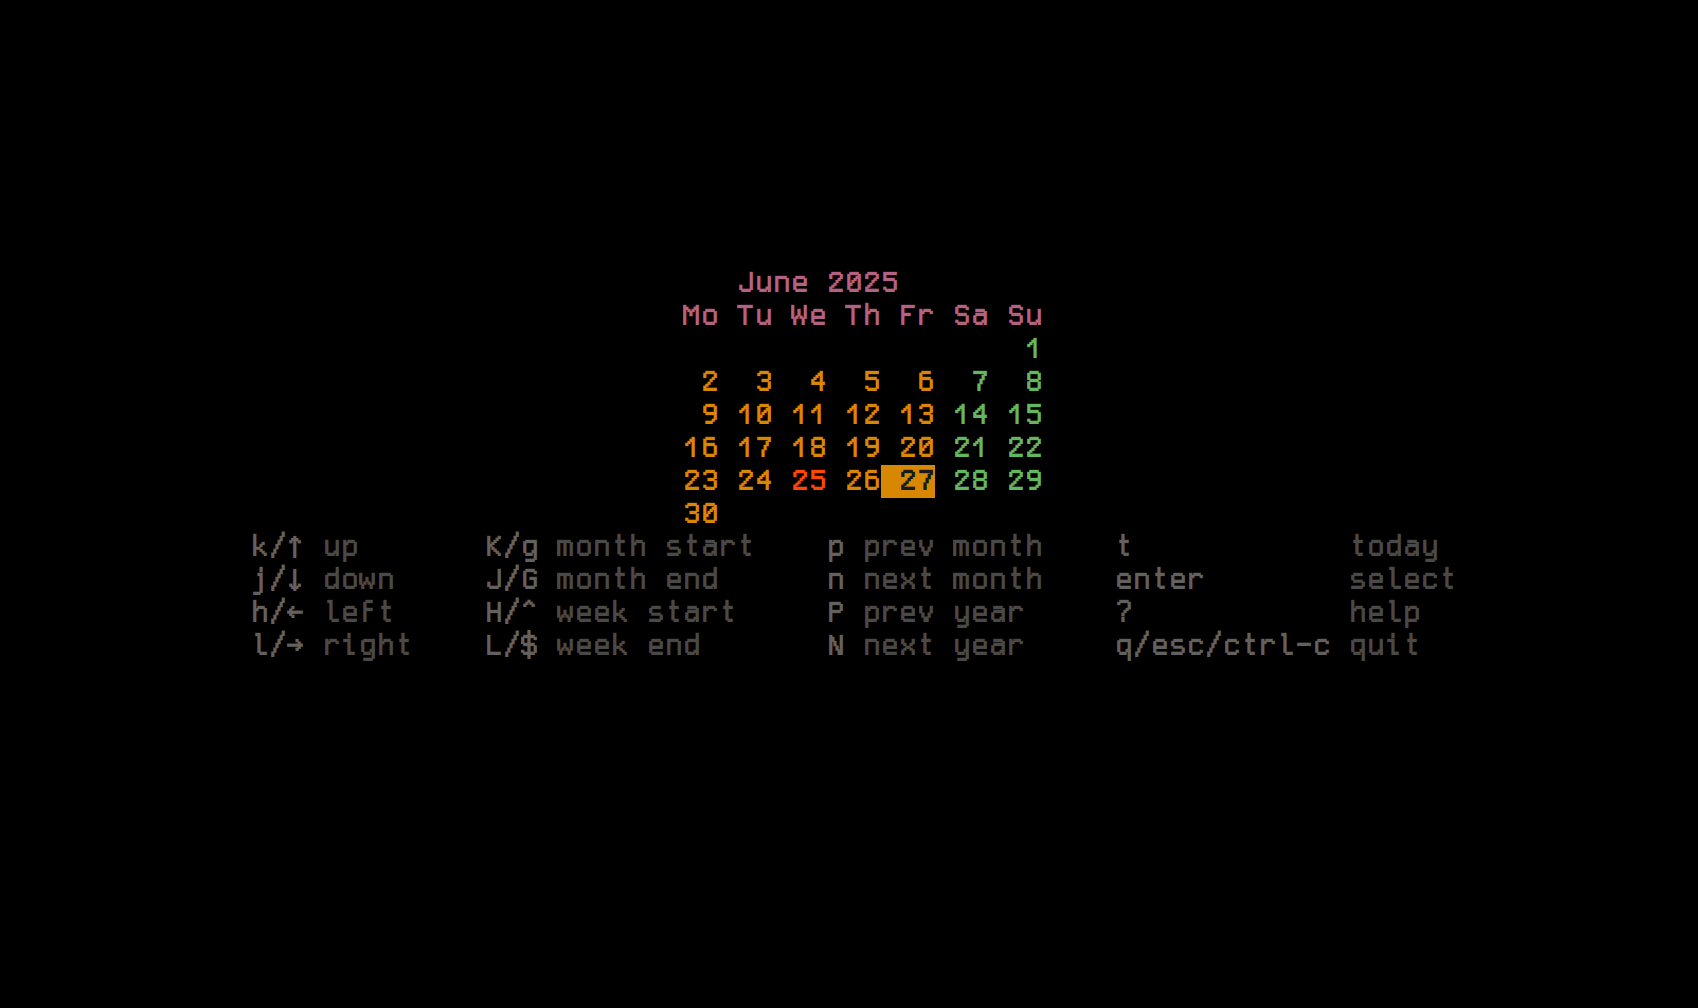 June 2025
Mo Tu We Th Fr Sa Su
1
2 3 4 5 6 7 8
9 10 11 12 13 14 15
16 17 18 19 20 21 22
23 24 25 26 27 28 29
30
k/↑ up K/g month start p prev month t today
j/↓ down J/G month end n next month enter select
h/← left H/^ week start P prev year ? help
l/→ right L/$ week end N next year q/esc/ctrl-c quit